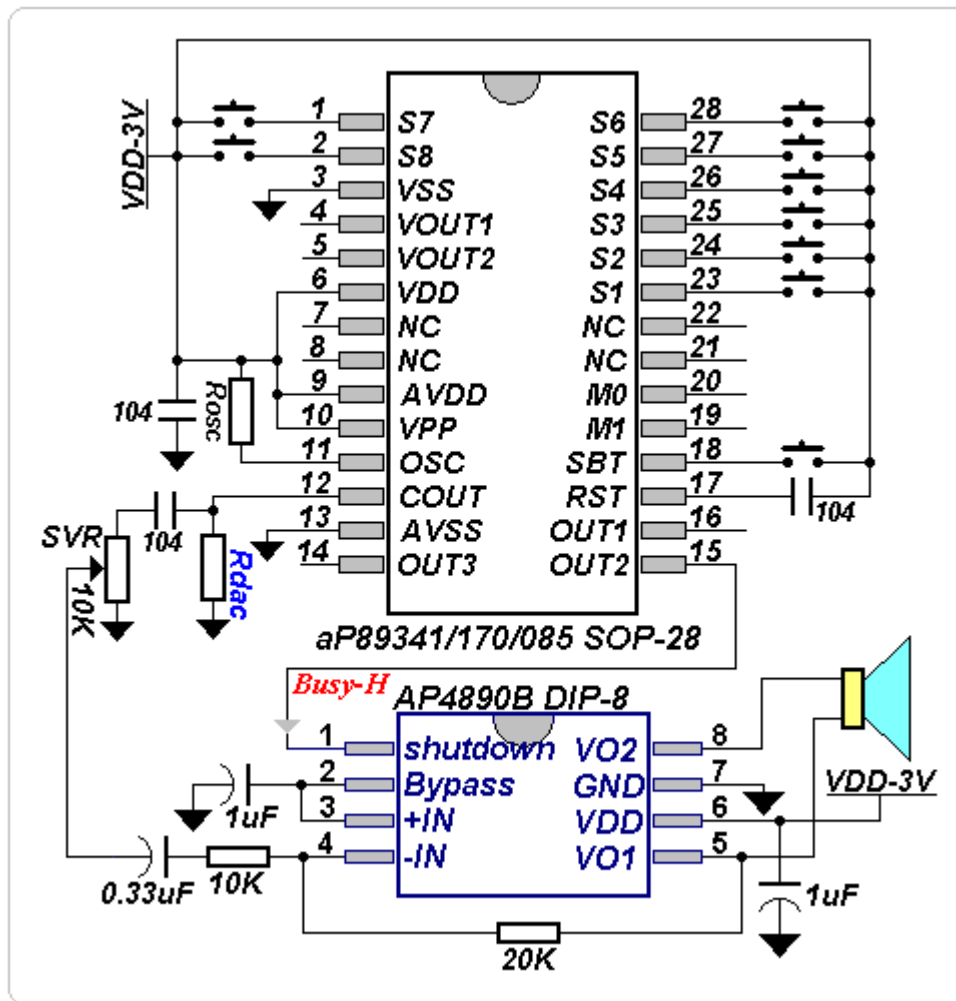 VDD-3V
1 S7
2 S8
3 VSS
4 VOUT1
5 VOUT2
6 VDD
7 NC
8 NC
9 AVDD
10 VPP
11 OSC
12 COUT
13 AVSS
14 OUT3
S6 28
S5 27
S4 26
S3 25
S2 24
S1 23
NC 22
NC 21
M0 20
M1 19
SBT 18
RST 17
OUT1 16
OUT2 15
104
Rosc
104
SVR
104
10K
Rdac
aP89341/170/085 SOP-28
Busy-H
AP4890B DIP-8
1 shutdown
2 Bypass
3 +IN
4 -IN
VO2 8
GND 7
VDD 6
VO1 5
VDD-3V
1uF
0.33uF
10K
1uF
20K